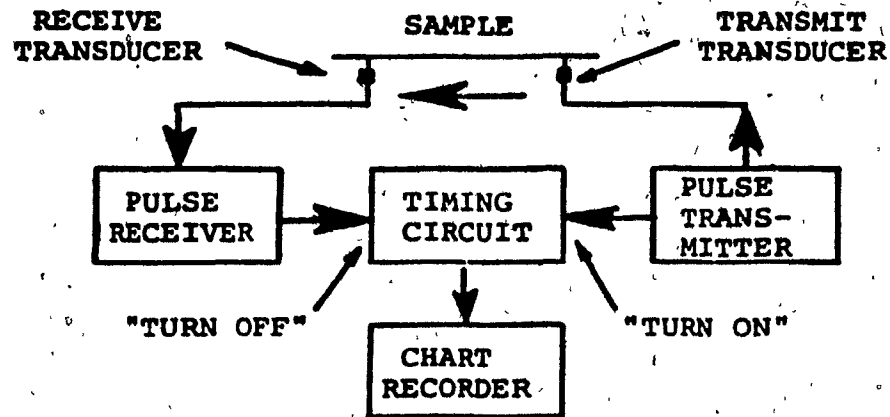 RECEIVE
TRANSDUCER
SAMPLE
TRANSMIT
TRANSDUCER
PULSE
RECEIVER
TIMING
CIRCUIT
PULSE
TRANS-
MITTER
"TURN OFF"
"TURN ON"
CHART
RECORDER